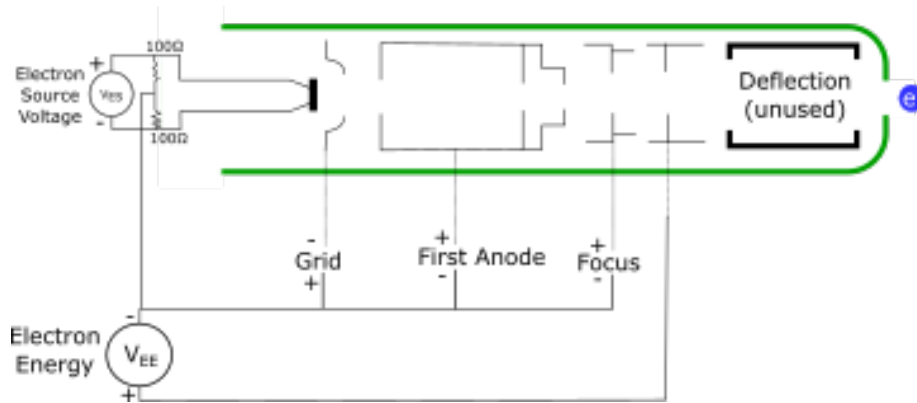 100Ω
+
Electron
Source
Voltage
VES
-
100Ω
Deflection
(unused)
e
-
Grid
+
+
First Anode
-
+
Focus
-
-
Electron
Energy
VEE
+